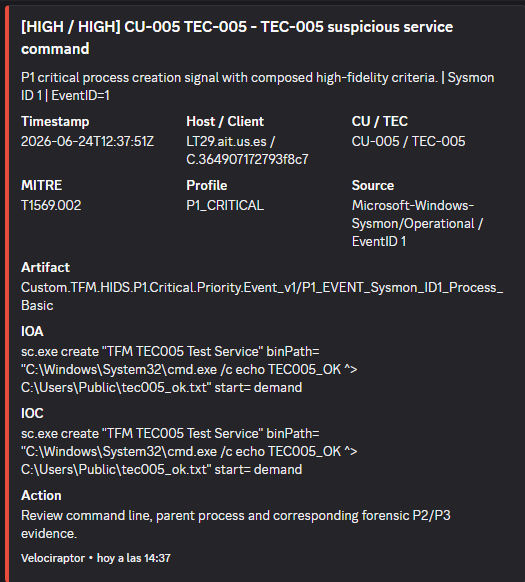 [HIGH / HIGH] CU-005 TEC-005 - TEC-005 suspicious service
command
P1 critical process creation signal with composed high-fidelity criteria. | Sysmon
ID 1 | EventID=1
Timestamp Host / Client CU / TEC
2026-06-24T12:37:51Z LT29.ait.us.es / CU-005 / TEC-005
C.364907172793f8c7
MITRE Profile Source
T1569.002 P1_CRITICAL Microsoft-Windows-
Sysmon/Operational /
EventID 1
Artifact
Custom.TFM.HIDS.P1.Critical.Priority.Event_v1/P1_EVENT_Sysmon_ID1_Process_
Basic
IOA
sc.exe create "TFM TEC005 Test Service" binPath=
"C:\Windows\System32\cmd.exe /c echo TEC005_OK ^>
C:\Users\Public\tec005_ok.txt" start= demand
IOC
sc.exe create "TFM TEC005 Test Service" binPath=
"C:\Windows\System32\cmd.exe /c echo TEC005_OK ^>
C:\Users\Public\tec005_ok.txt" start= demand
Action
Review command line, parent process and corresponding forensic P2/P3
evidence.
Velociraptor • hoy a las 14:37